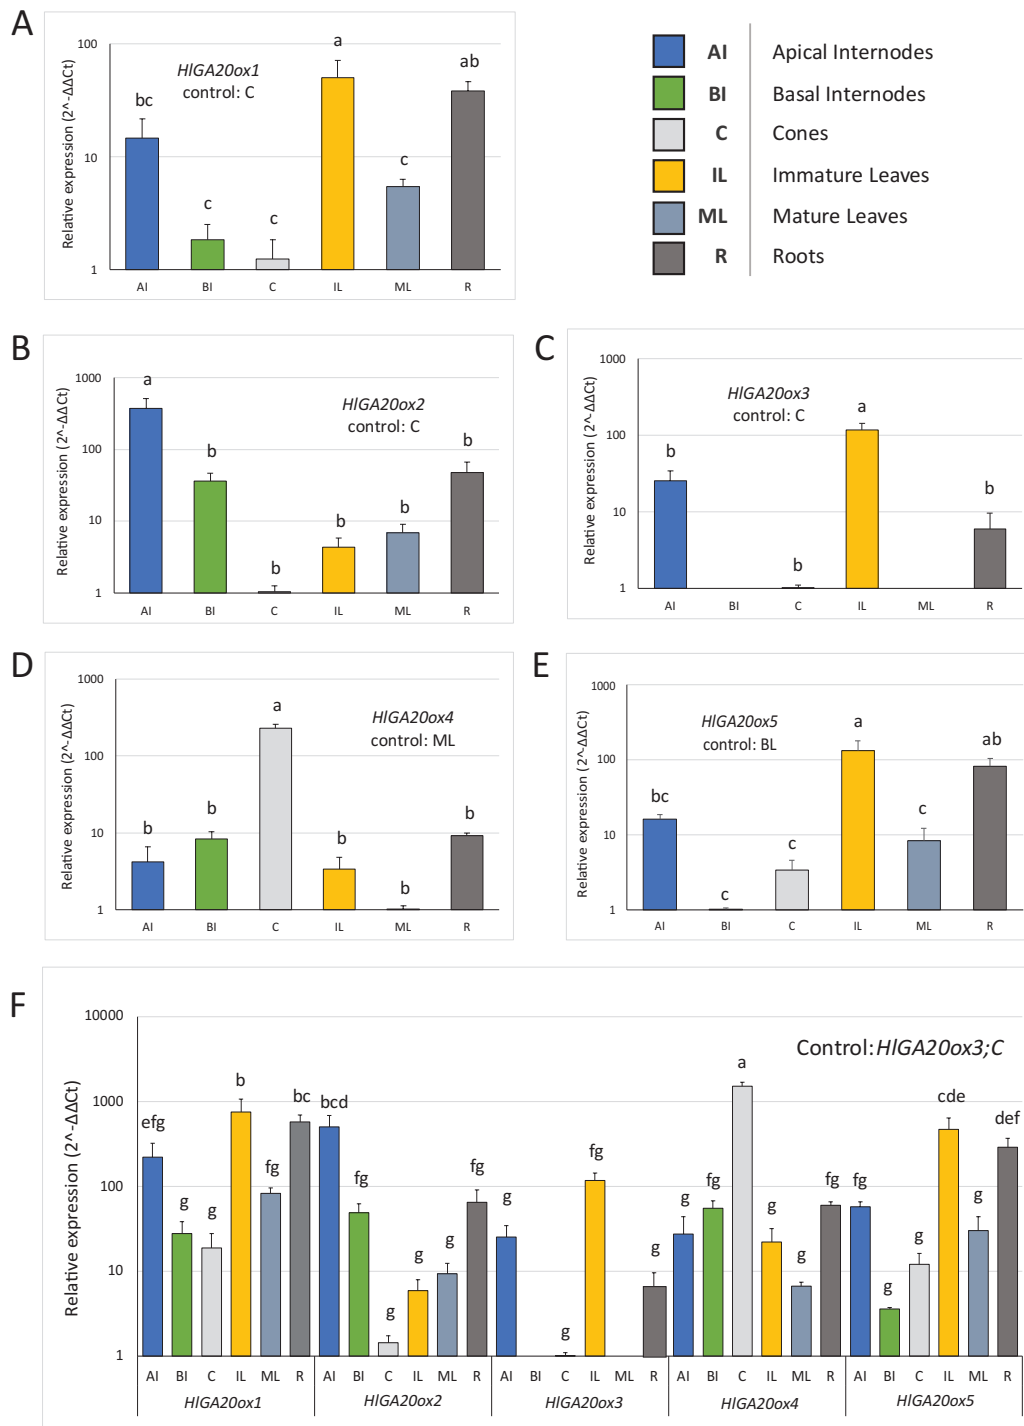 A
Relative expression (2^-ΔΔCt)
100
10
1
HlGA20ox1
control: C
bc
c
c
a
c
ab
AI
BI
C
IL
ML
R
AI Apical Internodes
BI Basal Internodes
C Cones
IL Immature Leaves
ML Mature Leaves
R Roots
B
Relative expression (2^-ΔΔCt)
1000
100
10
1
HlGA20ox2
control: C
a
b
b
b
b
b
AI
BI
C
IL
ML
R
C
Relative expression (2^-ΔΔCt)
1000
100
10
1
HlGA20ox3
control: C
b
b
a
b
AI
BI
C
IL
ML
R
D
Relative expression (2^-ΔΔCt)
1000
100
10
1
HlGA20ox4
control: ML
b
b
a
b
b
b
AI
BI
C
IL
ML
R
E
Relative expression (2^-ΔΔCt)
1000
100
10
1
HlGA20ox5
control: BL
bc
c
c
a
c
ab
AI
BI
C
IL
ML
R
F
Relative expression (2^-ΔΔCt)
10000
1000
100
10
1
Control:HlGA20ox3;C
efg
g
g
b
fg
bc
bcd
fg
g
g
g
fg
g
g
fg
g
g
fg
a
g
g
fg
fg
g
g
cde
g
def
AI BI C IL ML R AI BI C IL ML R AI BI C IL ML R AI BI C IL ML R AI BI C IL ML R
HlGA20ox1 HlGA20ox2 HlGA20ox3 HlGA20ox4 HlGA20ox5